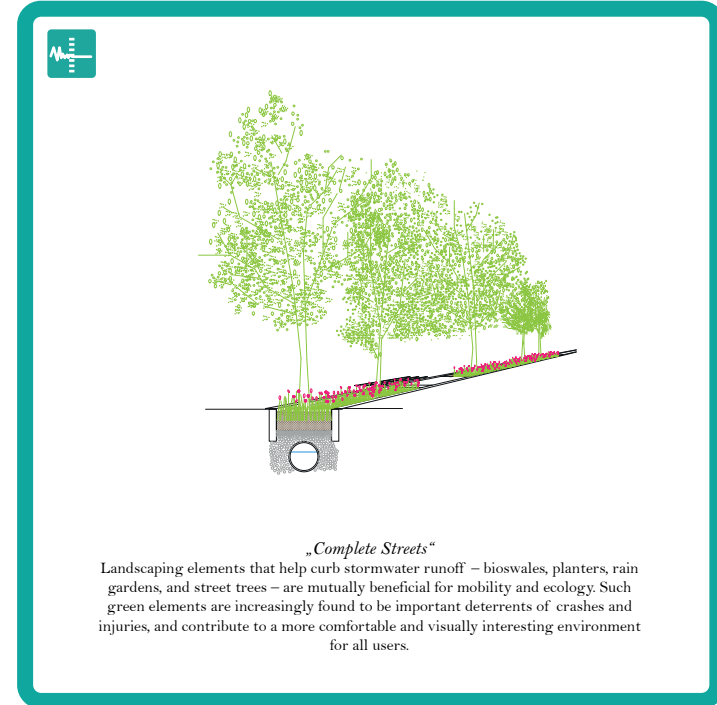 „Complete Streets“
Landscaping elements that help curb stormwater runoff – bioswales, planters, rain
gardens, and street trees – are mutually beneficial for mobility and ecology. Such
green elements are increasingly found to be important deterrents of crashes and
injuries, and contribute to a more comfortable and visually interesting environment
for all users.